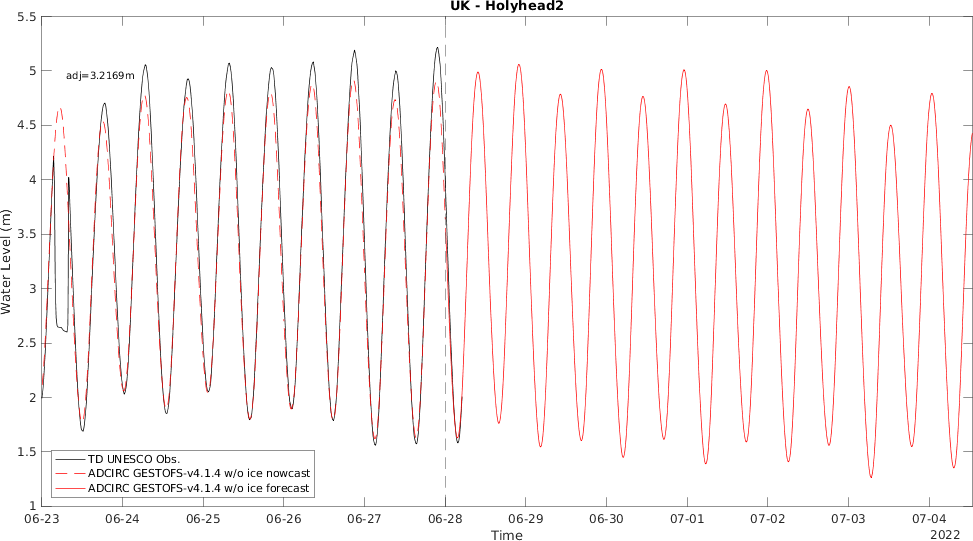 UK - Holyhead2
5.5
5
4.5
4
3.5
3
2.5
2
1.5
1
Water Level (m)
adj=3.2169m
TD UNESCO Obs.
ADCIRC GESTOFS-v4.1.4 w/o ice nowcast
ADCIRC GESTOFS-v4.1.4 w/o ice forecast
06-23 06-24 06-25 06-26 06-27 06-28 06-29 06-30 07-01 07-02 07-03 07-04
Time
2022